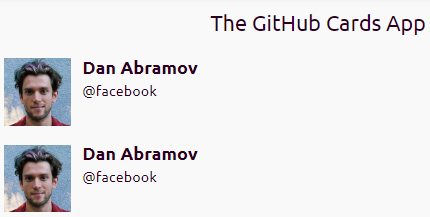 The GitHub Cards App
Dan Abramov
@facebook
Dan Abramov
@facebook